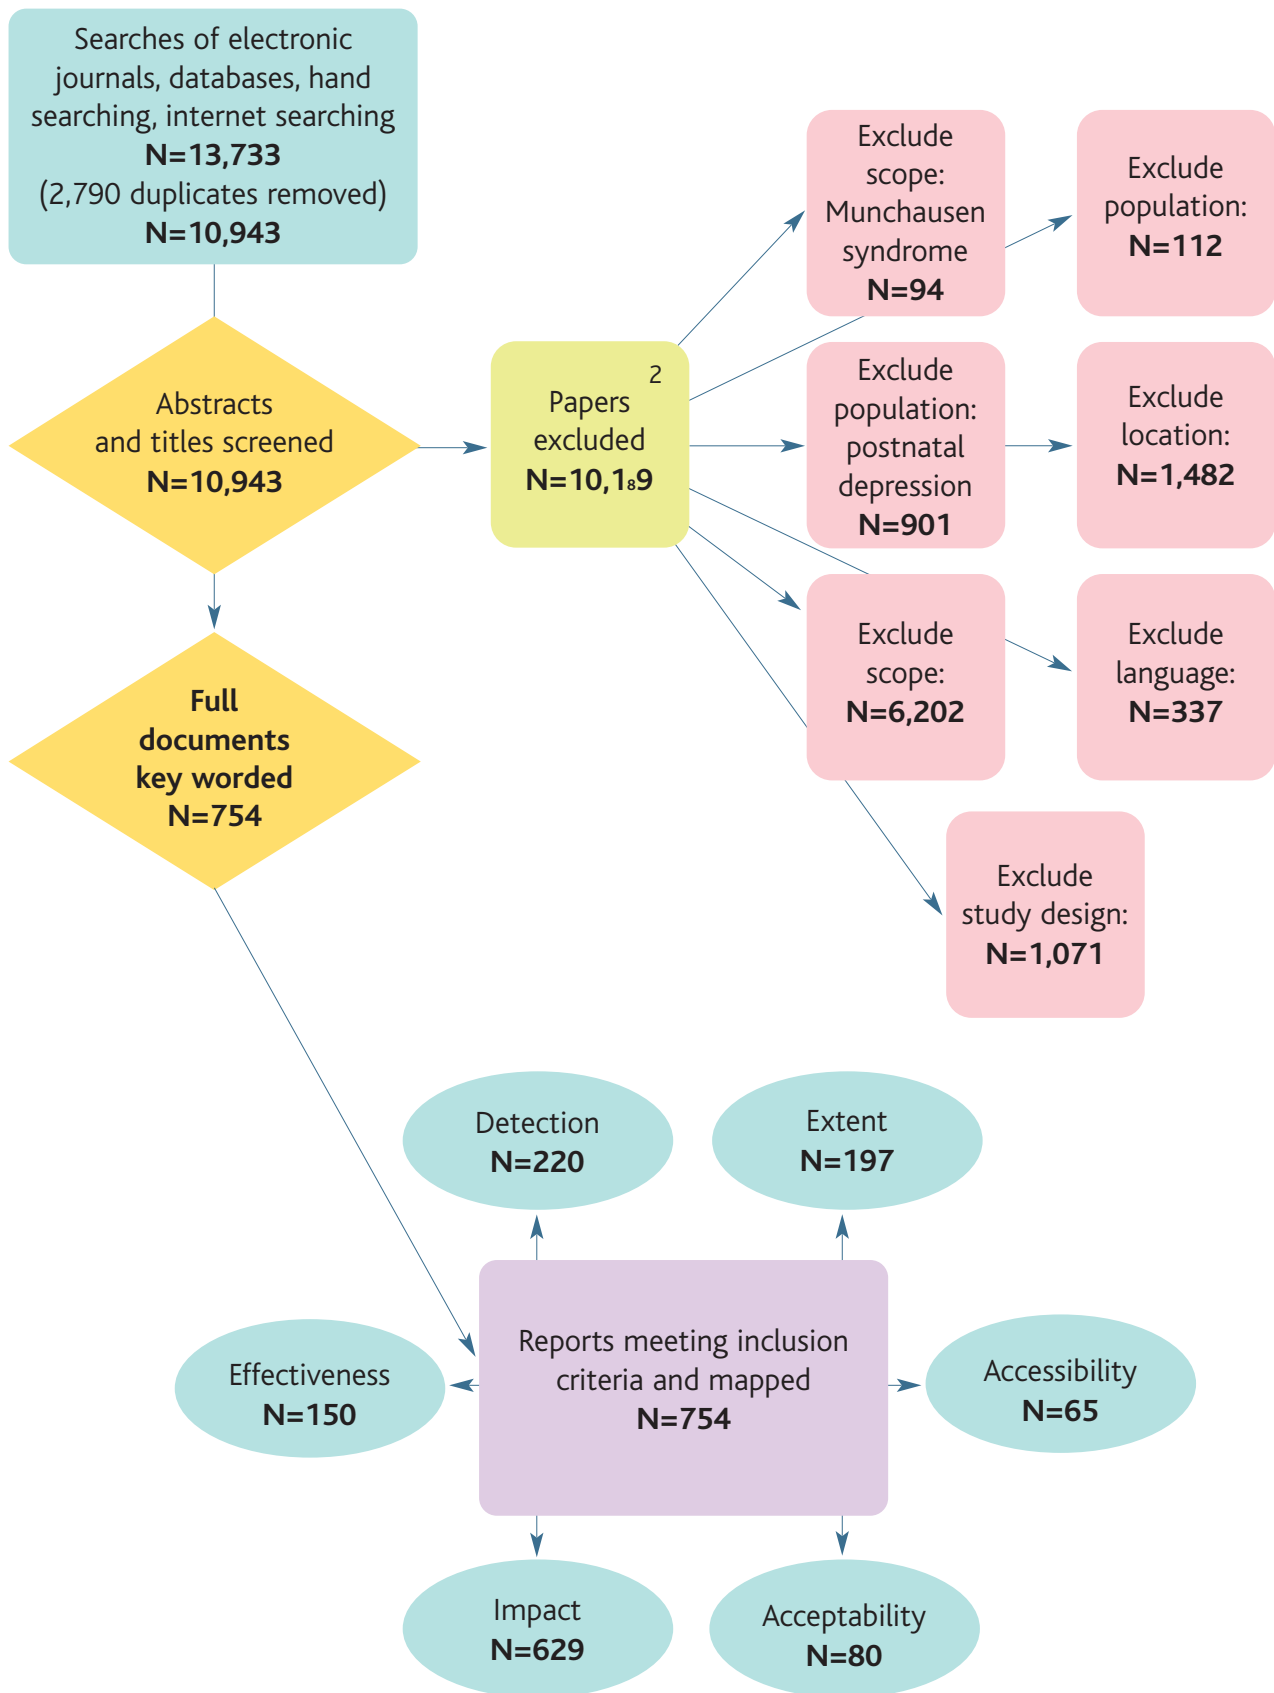 Searches of electronic
journals, databases, hand
searching, internet searching
N=13,733
(2,790 duplicates removed)
N=10,943
Abstracts
and titles screened
N=10,943
Full
documents
key worded
N=754
2
Papers
excluded
N=10,1₈9
Exclude
scope:
Munchausen
syndrome
N=94
Exclude
population:
N=112
Exclude
population:
postnatal
depression
N=901
Exclude
location:
N=1,482
Exclude
scope:
N=6,202
Exclude
language:
N=337
Exclude
study design:
N=1,071
Detection
N=220
Extent
N=197
Effectiveness
N=150
Reports meeting inclusion
criteria and mapped
N=754
Accessibility
N=65
Impact
N=629
Acceptability
N=80